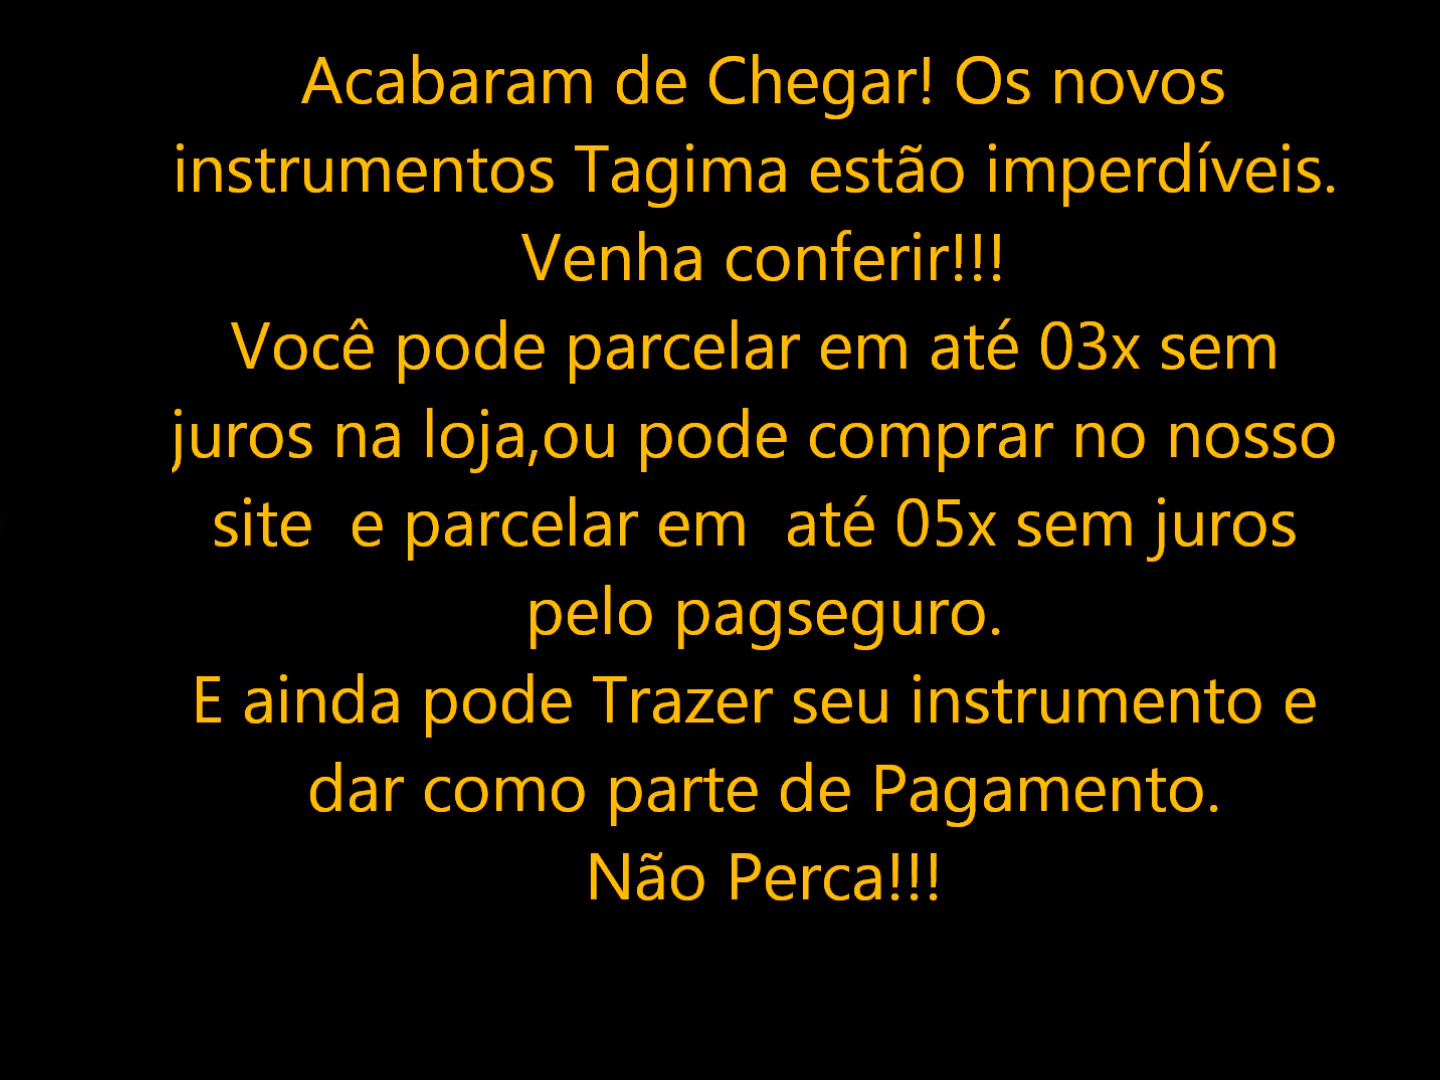 Acabaram de Chegar! Os novos
instrumentos Tagima estão imperdíveis.
Venha conferir!!!
Você pode parcelar em até 03x sem
juros na loja,ou pode comprar no nosso
site  e parcelar em  até 05x sem juros
pelo pagseguro.
E ainda pode Trazer seu instrumento e
dar como parte de Pagamento.
Não Perca!!!